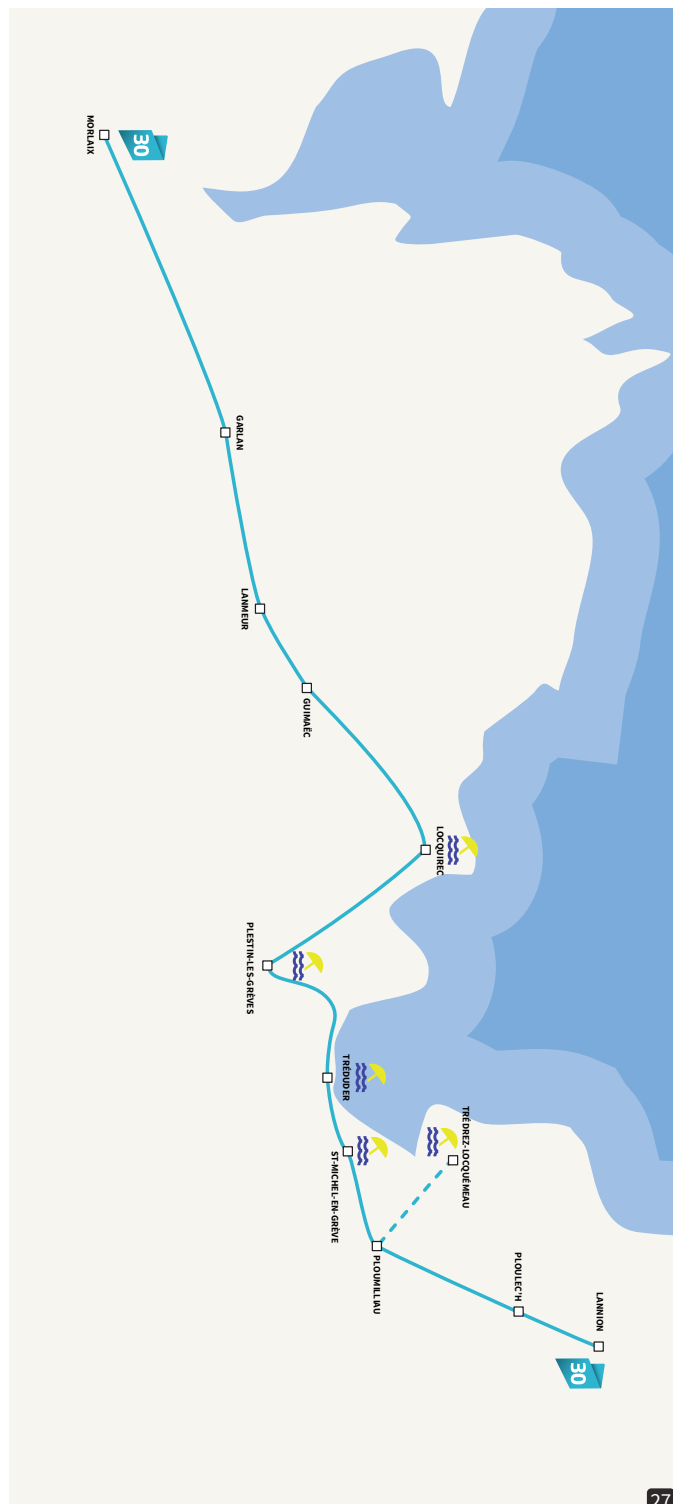 MORLAIX
30
GARLAN
LANMEUR
GUIMAËC
LOCQUIREC
PLESTIN-LES-GRÈVES
TRÉDUDER
ST-MICHEL-EN-GRÈVE
TRÉDREZ-LOCQUÉMEAU
PLOUMILLIAU
PLOULEC'H
LANNION
30
27